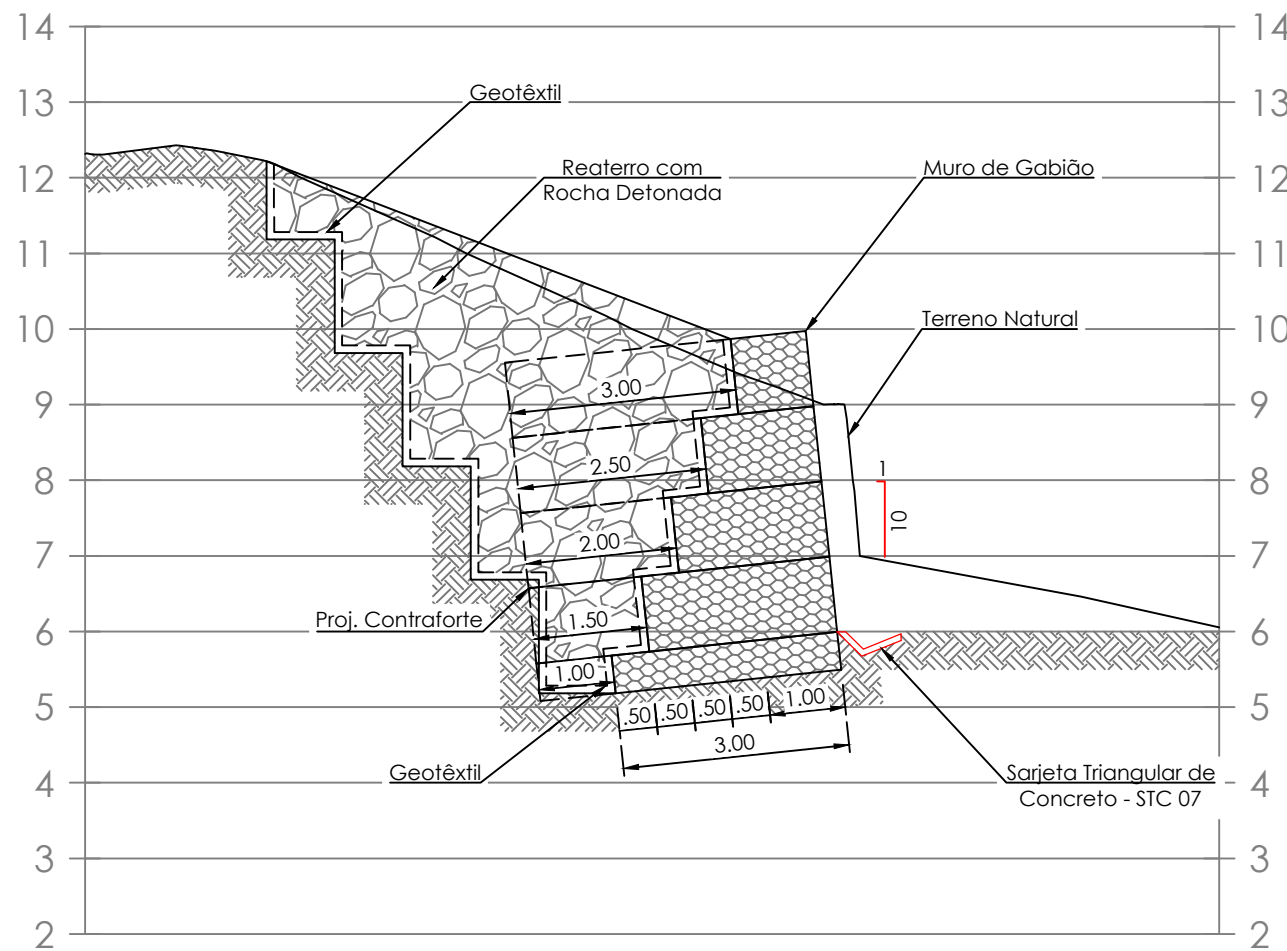 14 14
13 13
Geotêxtil
12 12
Reaterro com
Rocha Detonada
Muro de Gabião
11 11
10 10
Terreno Natural
3.00
9 9
2.50
8 8
1
10
2.00
7 7
Proj. Contraforte
1.50
6 6
1.00
5 5
.50 .50 .50 .50 1.00
3.00
Geotêxtil
Sarjeta Triangular de
Concreto - STC 07
4 4
3 3
2 2